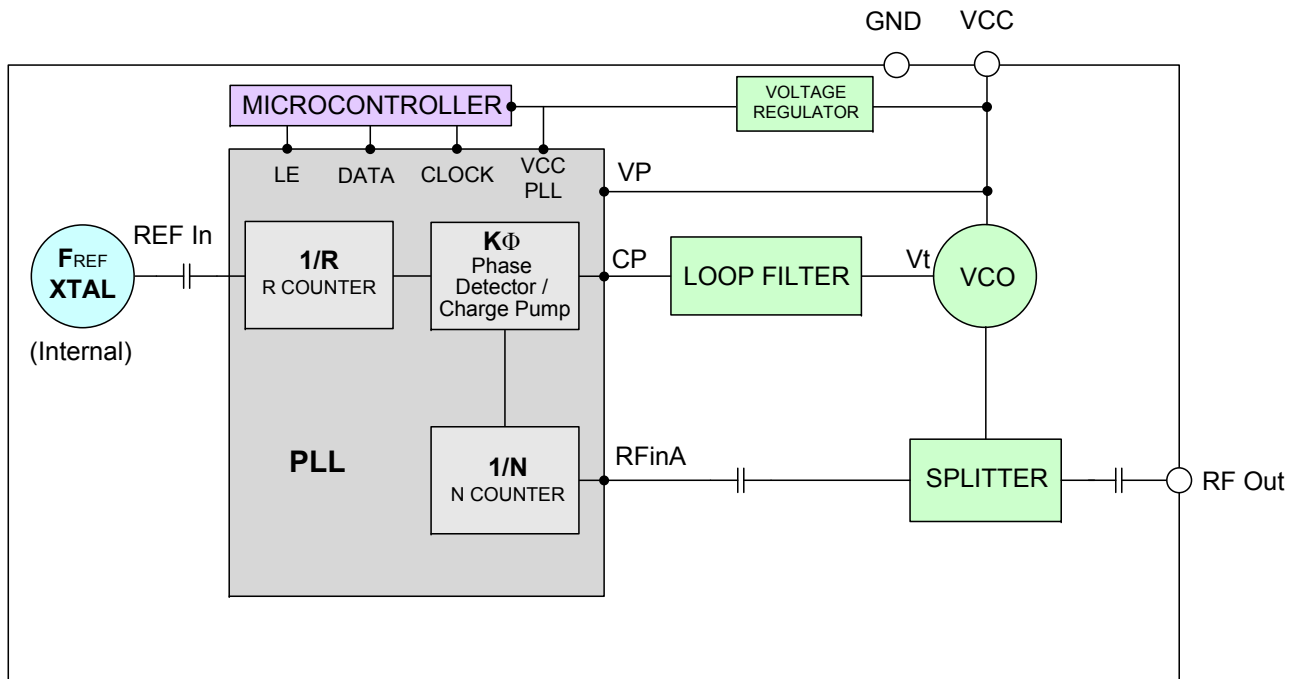 GND
VCC
MICROCONTROLLER
VOLTAGE
REGULATOR
LE
DATA
CLOCK
VCC
PLL
VP
REF In
FREF
XTAL
(Internal)
1/R
R COUNTER
KΦ
Phase
Detector /
Charge Pump
CP
LOOP FILTER
Vt
VCO
PLL
1/N
N COUNTER
RFinA
SPLITTER
RF Out